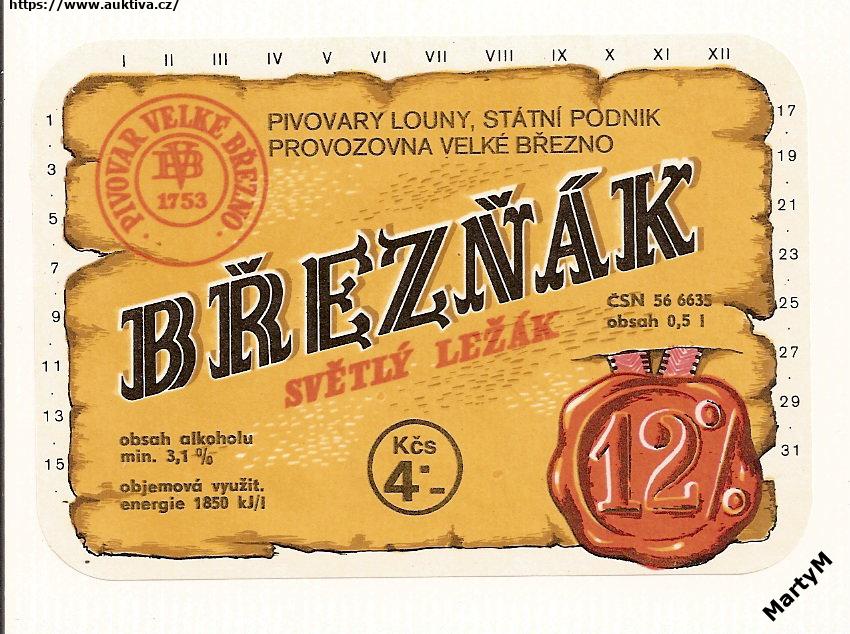 https://www.auktiva.cz/
I II III IV V VI VII VIII IX X XI XII
1
3
5
7
9
11
13
15
17
19
21
23
25
27
29
31
PIVOVAR VELKÉ BŘEZNO
VB
1753
PIVOVARY LOUNY, STÁTNÍ PODNIK
PROVOZOVNA VELKÉ BŘEZNO
BŘEZŇÁK
SVĚTLÝ LEŽÁK
ČSN 56 6635
obsah 0,5 l
obsah alkoholu
min. 3,1 %
objemová využit.
energie 1850 kJ/l
Kčs
4:-
12%
MartyM